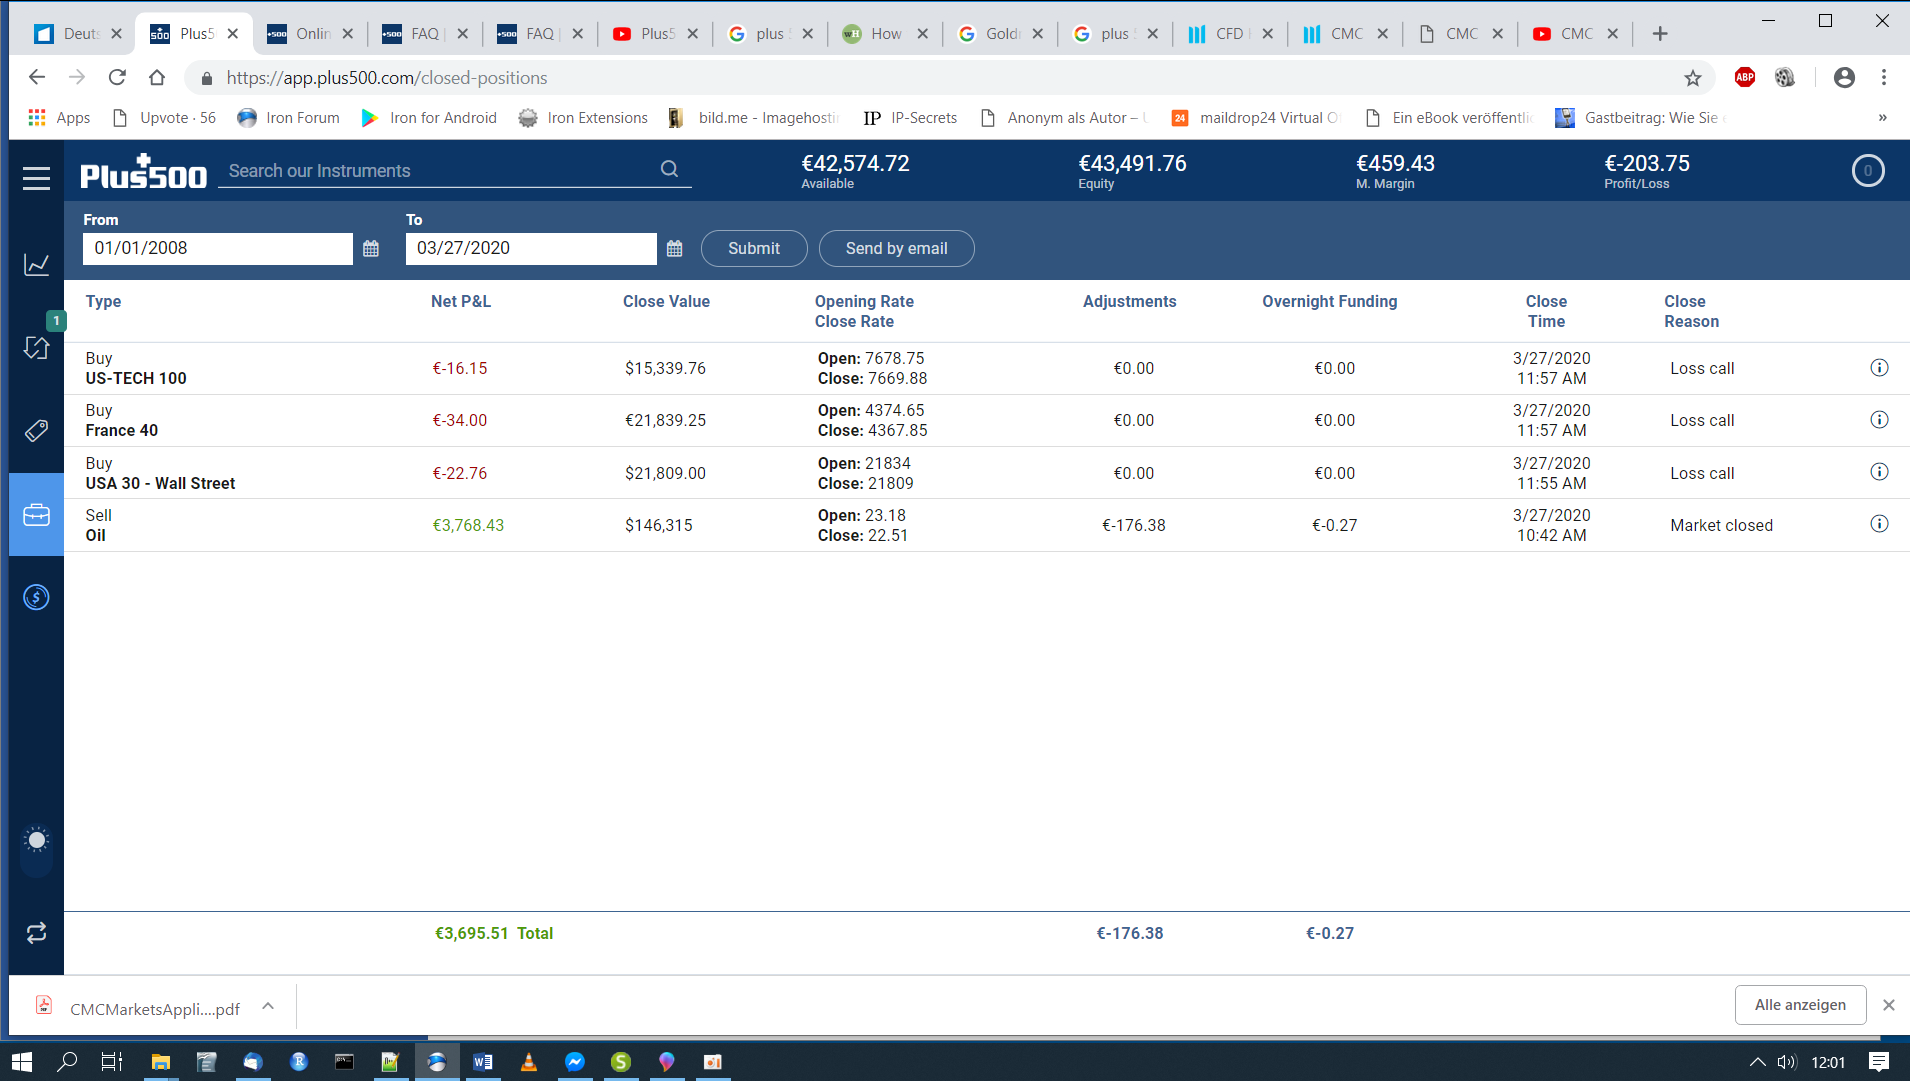 Deuts
Plus5
Onlin
FAQ
FAQ
Plus5
plus
How
Gold
plus
CFD
CMC
CMC
CMC
https://app.plus500.com/closed-positions
ABP
Apps
Upvote · 56
Iron Forum
Iron for Android
Iron Extensions
bild.me - Imagehosti
IP IP-Secrets
Anonym als Autor –
24 maildrop24 Virtual O
Ein eBook veröffentli
Gastbeitrag: Wie Sie
»
Plus500
Search our Instruments
€42,574.72
Available
€43,491.76
Equity
€459.43
M. Margin
€-203.75
Profit/Loss
0
From
To
01/01/2008
03/27/2020
Submit
Send by email
1
Type
Net P&L
Close Value
Opening Rate
Close Rate
Adjustments
Overnight Funding
Close
Time
Close
Reason
Buy
US-TECH 100
€-16.15
$15,339.76
Open: 7678.75
Close: 7669.88
€0.00
€0.00
3/27/2020
11:57 AM
Loss call
Buy
France 40
€-34.00
€21,839.25
Open: 4374.65
Close: 4367.85
€0.00
€0.00
3/27/2020
11:57 AM
Loss call
Buy
USA 30 - Wall Street
€-22.76
$21,809.00
Open: 21834
Close: 21809
€0.00
€0.00
3/27/2020
11:55 AM
Loss call
Sell
Oil
€3,768.43
$146,315
Open: 23.18
Close: 22.51
€-176.38
€-0.27
3/27/2020
10:42 AM
Market closed
€3,695.51 Total
€-176.38
€-0.27
CMCMarketsAppli....pdf
Alle anzeigen
12:01